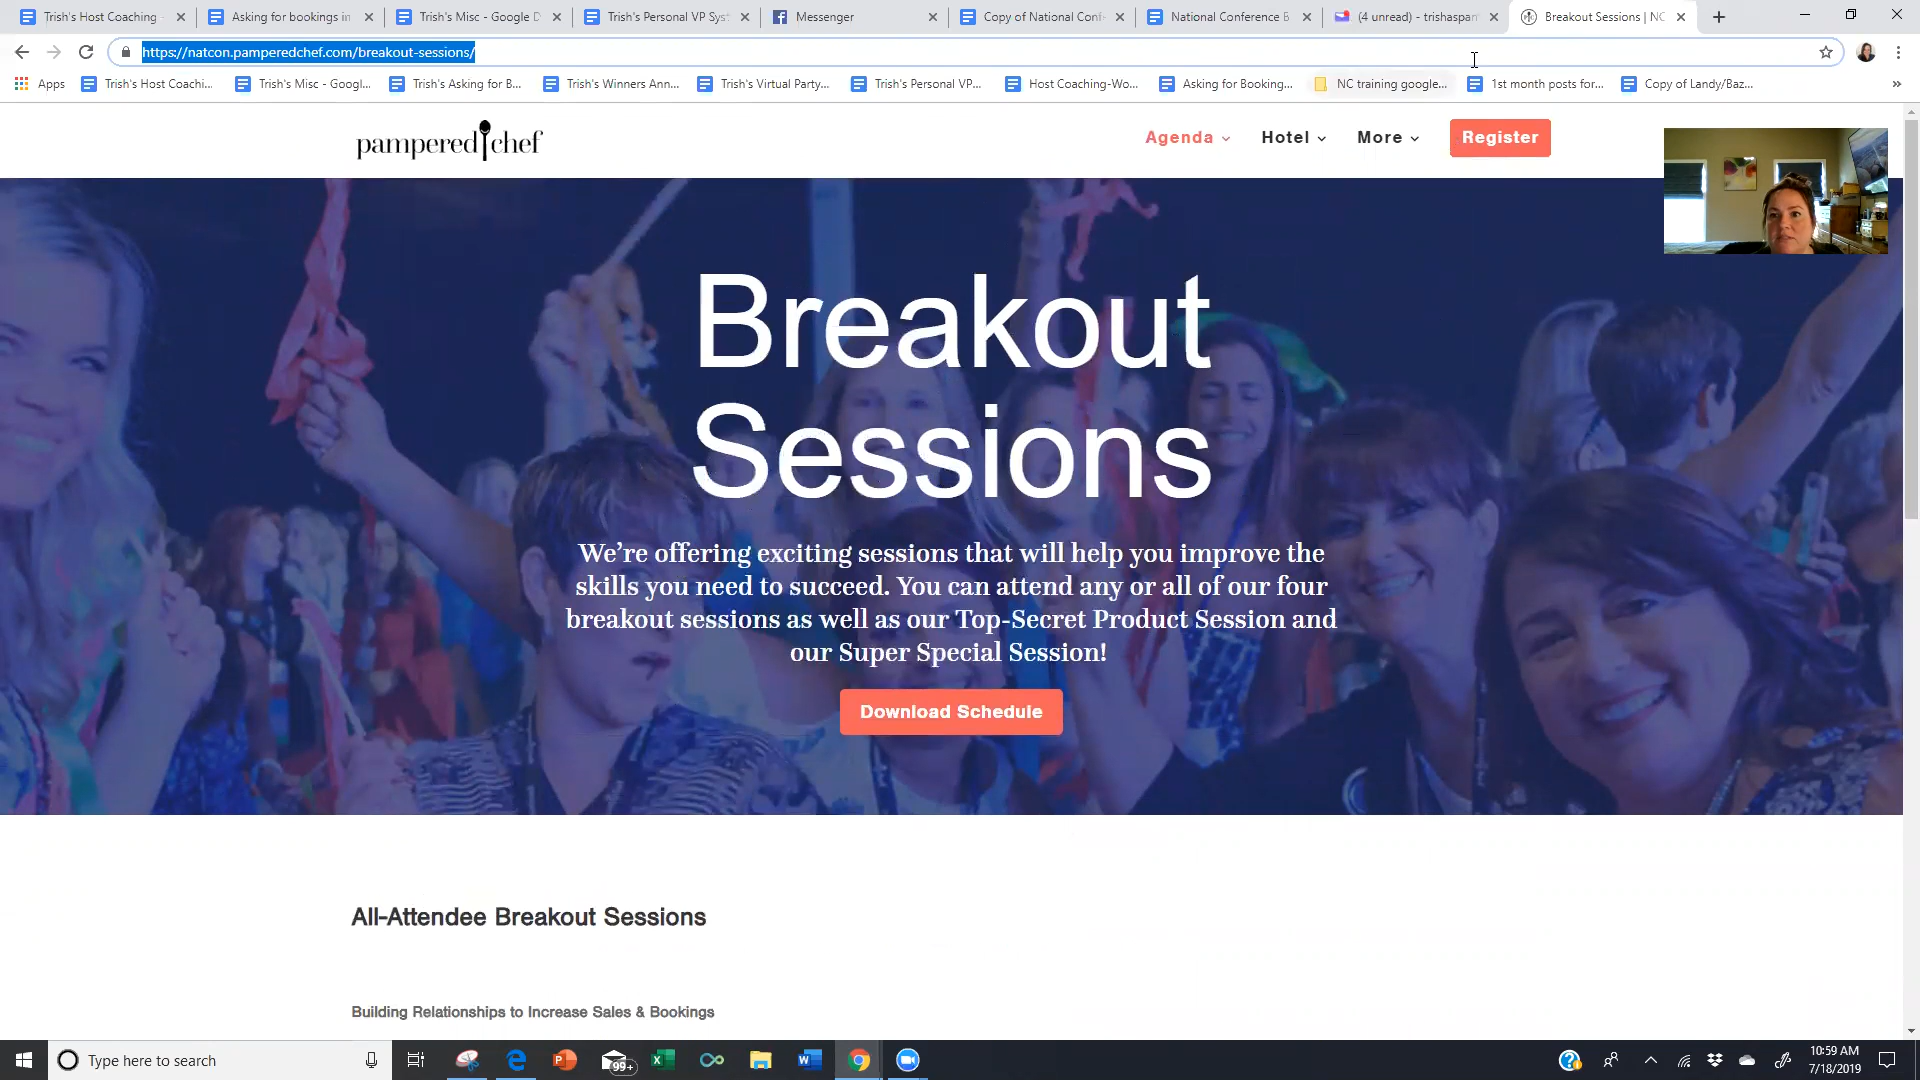 Trish's Host Coaching
Asking for bookings in
Trish's Misc - Google D
Trish's Personal VP Syst
Messenger
Copy of National Conf
National Conference B
(4 unread) - trishaspam
Breakout Sessions | NC
https://natcon.pamperedchef.com/breakout-sessions/
Apps
Trish's Host Coachi...
Trish's Misc - Googl...
Trish's Asking for B...
Trish's Winners Ann...
Trish's Virtual Party...
Trish's Personal VP...
Host Coaching-Wo...
Asking for Booking...
NC training google...
1st month posts for...
Copy of Landy/Baz...
pampered chef
Agenda
Hotel
More
Register
Breakout
Sessions
We're offering exciting sessions that will help you improve the
skills you need to succeed. You can attend any or all of our four
breakout sessions as well as our Top-Secret Product Session and
our Super Special Session!
Download Schedule
All-Attendee Breakout Sessions
Building Relationships to Increase Sales & Bookings
Type here to search
99+
10:59 AM
7/18/2019